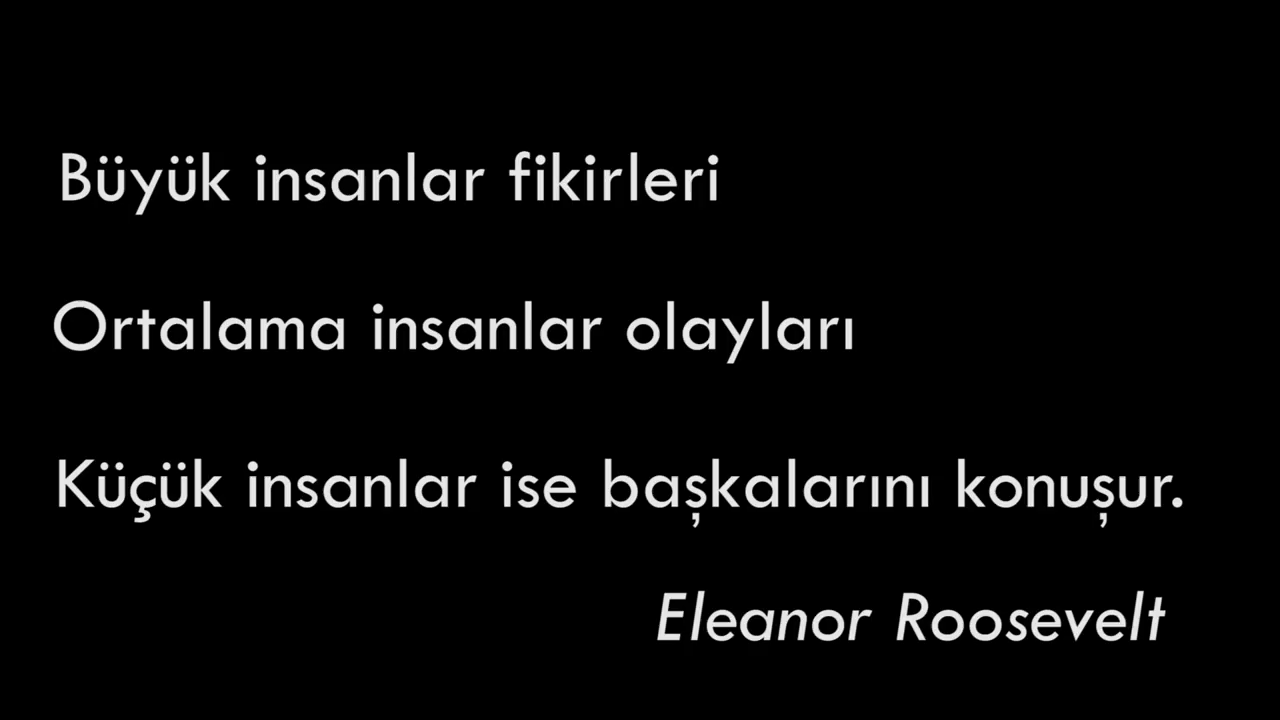 Büyük insanlar fikirleri
Ortalama insanlar olayları
Küçük insanlar ise başkalarını konuşur.
Eleanor Roosevelt